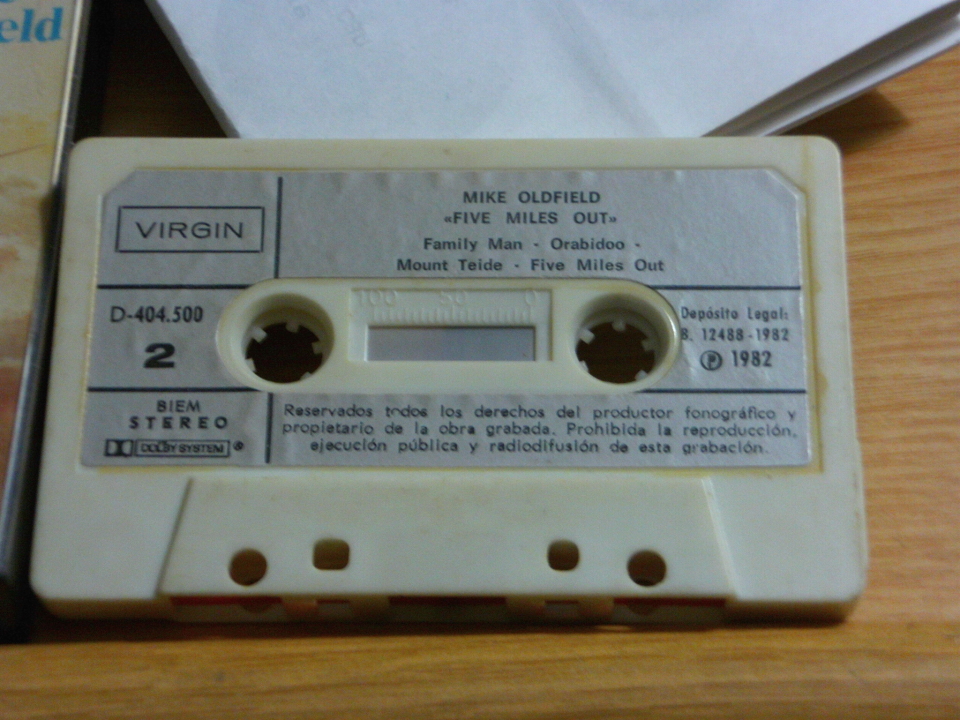 eld
VIRGIN
MIKE OLDFIELD
«FIVE MILES OUT»
Family Man - Orabidoo -
Mount Teide - Five Miles Out
D-404.500
2
100 50 0
Depósito Legal:
B. 12488-1982
Ⓟ 1982
BIEM
STEREO
DOLBY SYSTEM ®
Reservados todos los derechos del productor fonográfico y
propietario de la obra grabada. Prohibida la reproducción,
ejecución pública y radiodifusión de esta grabación.